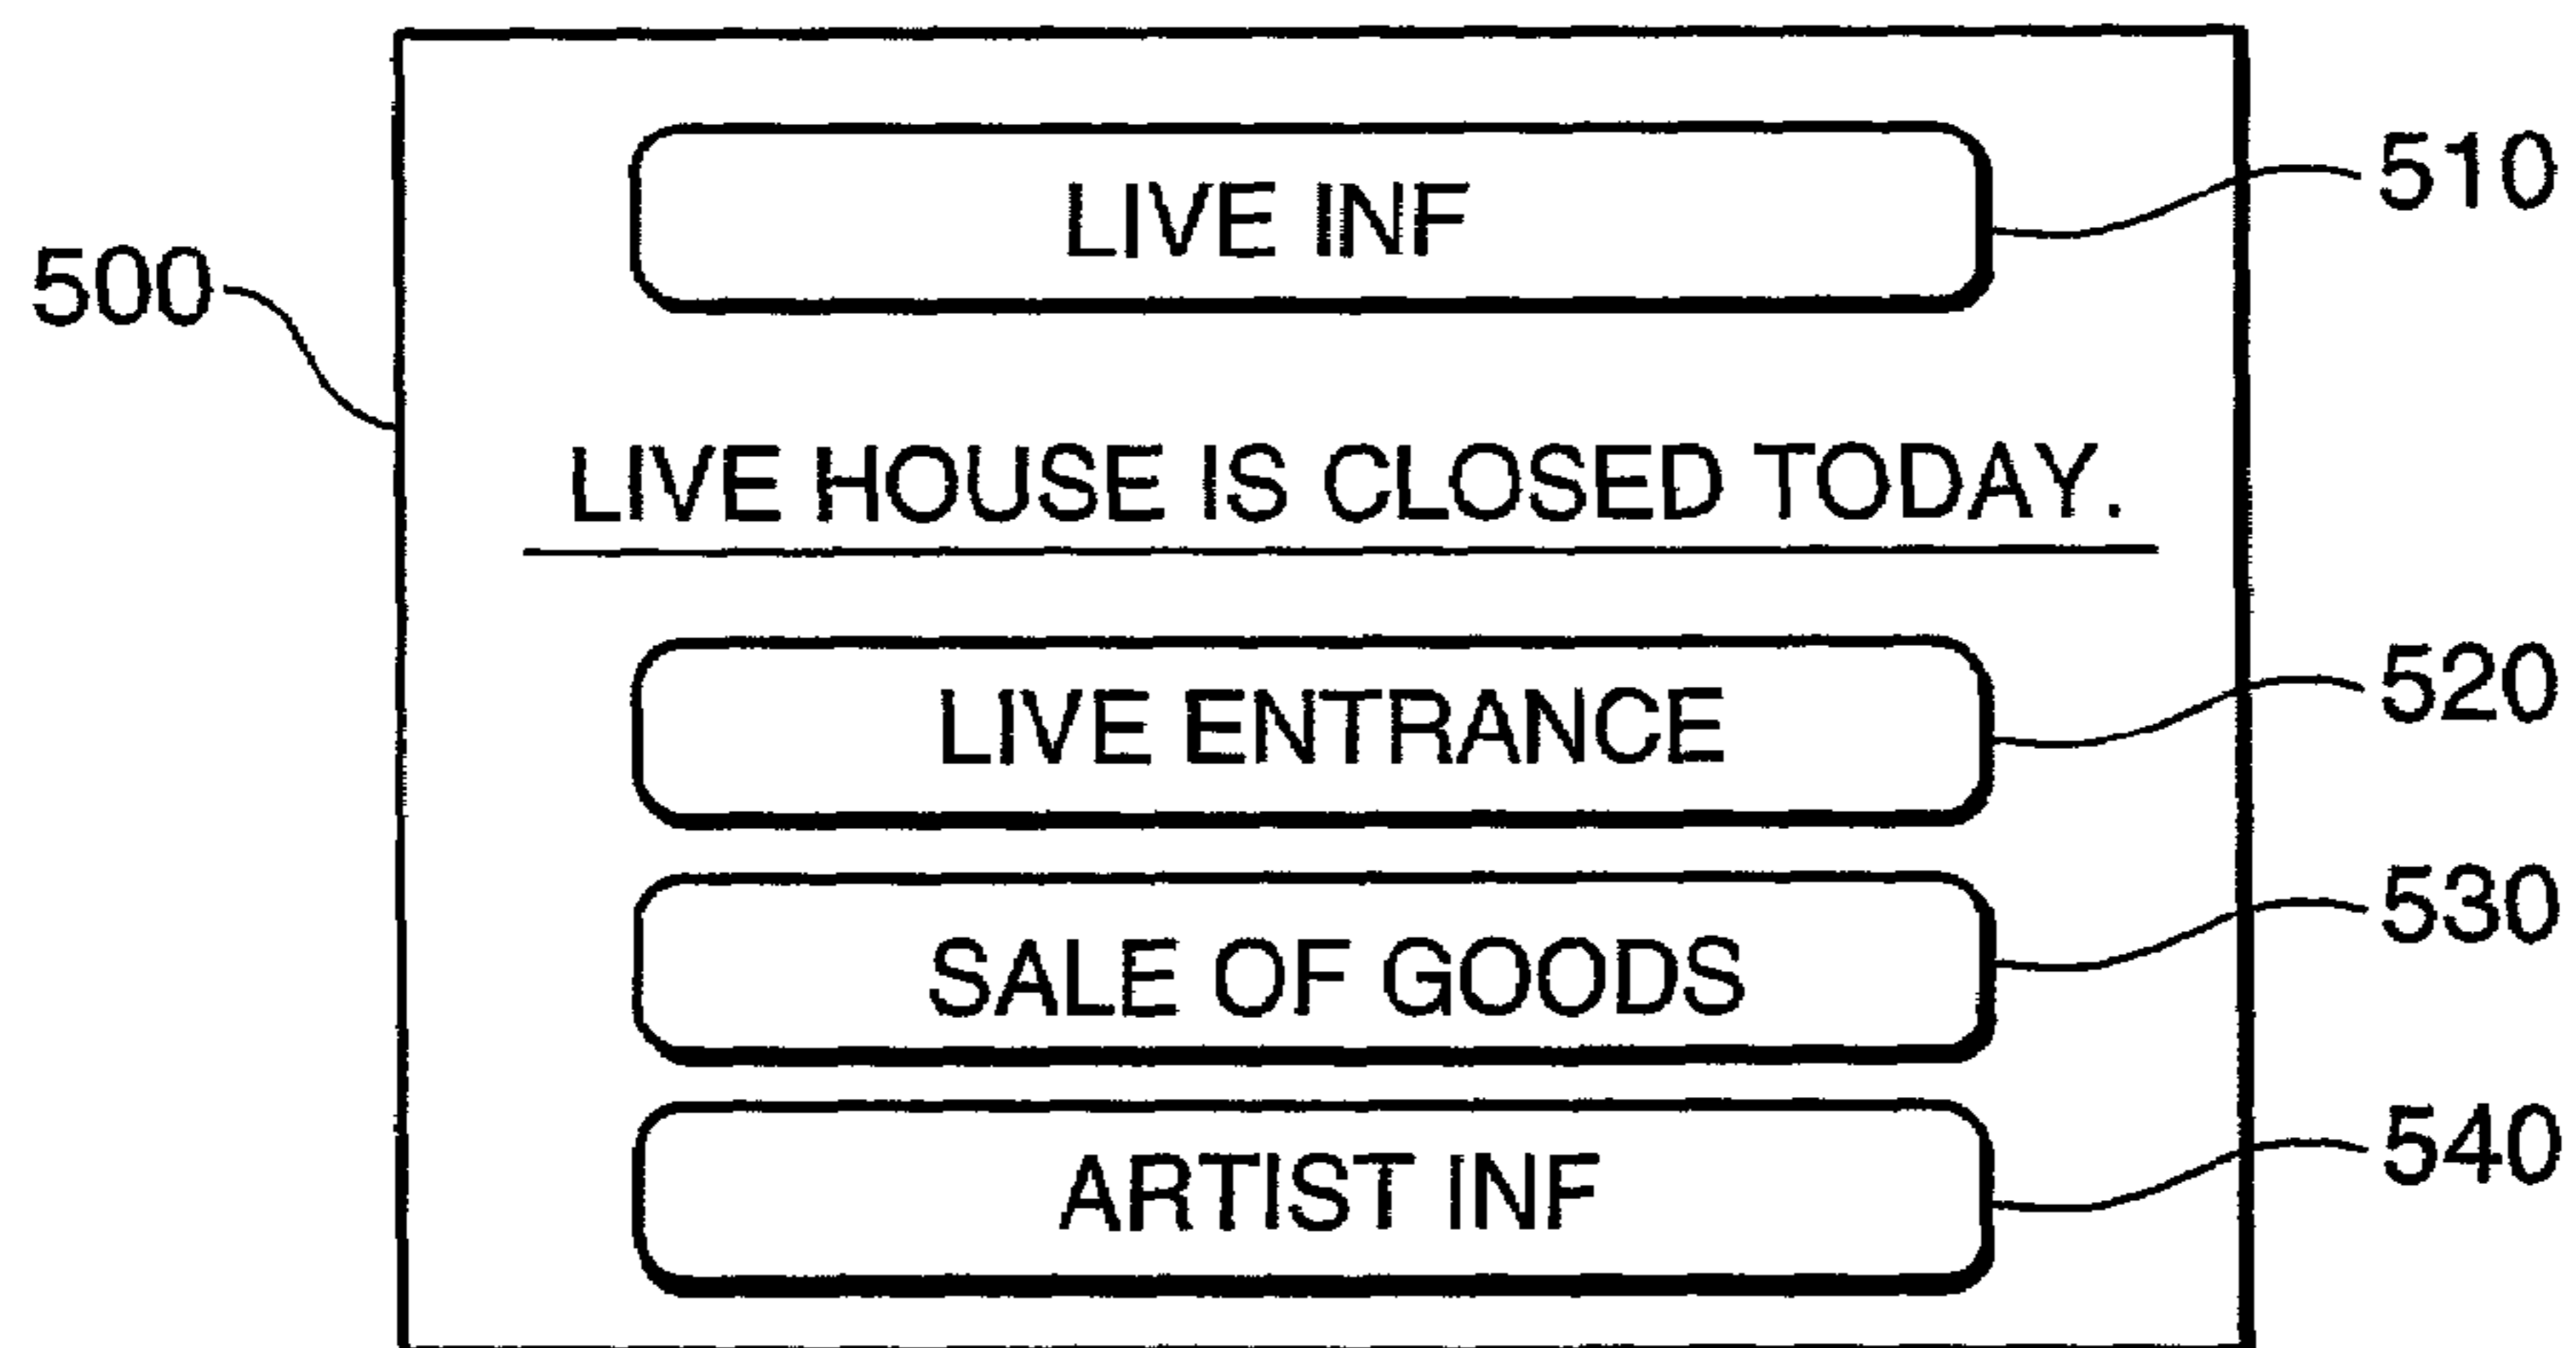 LIVE INF
510
500
LIVE HOUSE IS CLOSED TODAY.
LIVE ENTRANCE
520
SALE OF GOODS
530
ARTIST INF
540